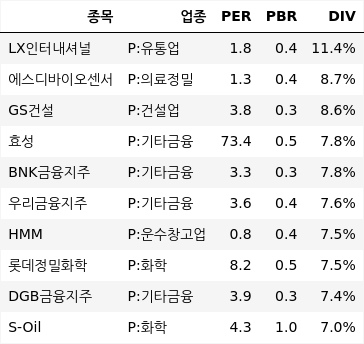 종목 업종 PER PBR DIV
LX인터내셔널 P:유통업 1.8 0.4 11.4%
에스디바이오센서 P:의료정밀 1.3 0.4 8.7%
GS건설 P:건설업 3.8 0.3 8.6%
효성 P:기타금융 73.4 0.5 7.8%
BNK금융지주 P:기타금융 3.3 0.3 7.8%
우리금융지주 P:기타금융 3.6 0.4 7.6%
HMM P:운수창고업 0.8 0.4 7.5%
롯데정밀화학 P:화학 8.2 0.5 7.5%
DGB금융지주 P:기타금융 3.9 0.3 7.4%
S-Oil P:화학 4.3 1.0 7.0%